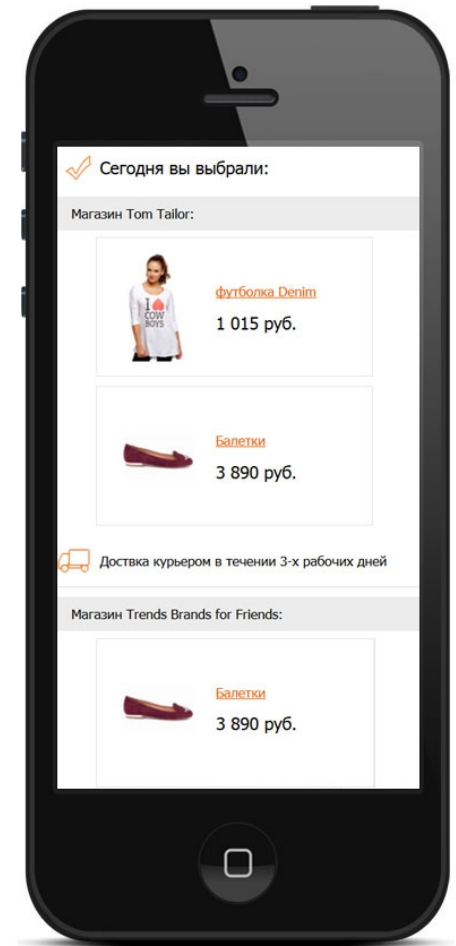 Сегодня вы выбрали:
Магазин Tom Tailor:
I
COW
BOYS
футболка Denim
1 015 руб.
Балетки
3 890 руб.
Доствка курьером в течении 3-х рабочих дней
Магазин Trends Brands for Friends:
Балетки
3 890 руб.